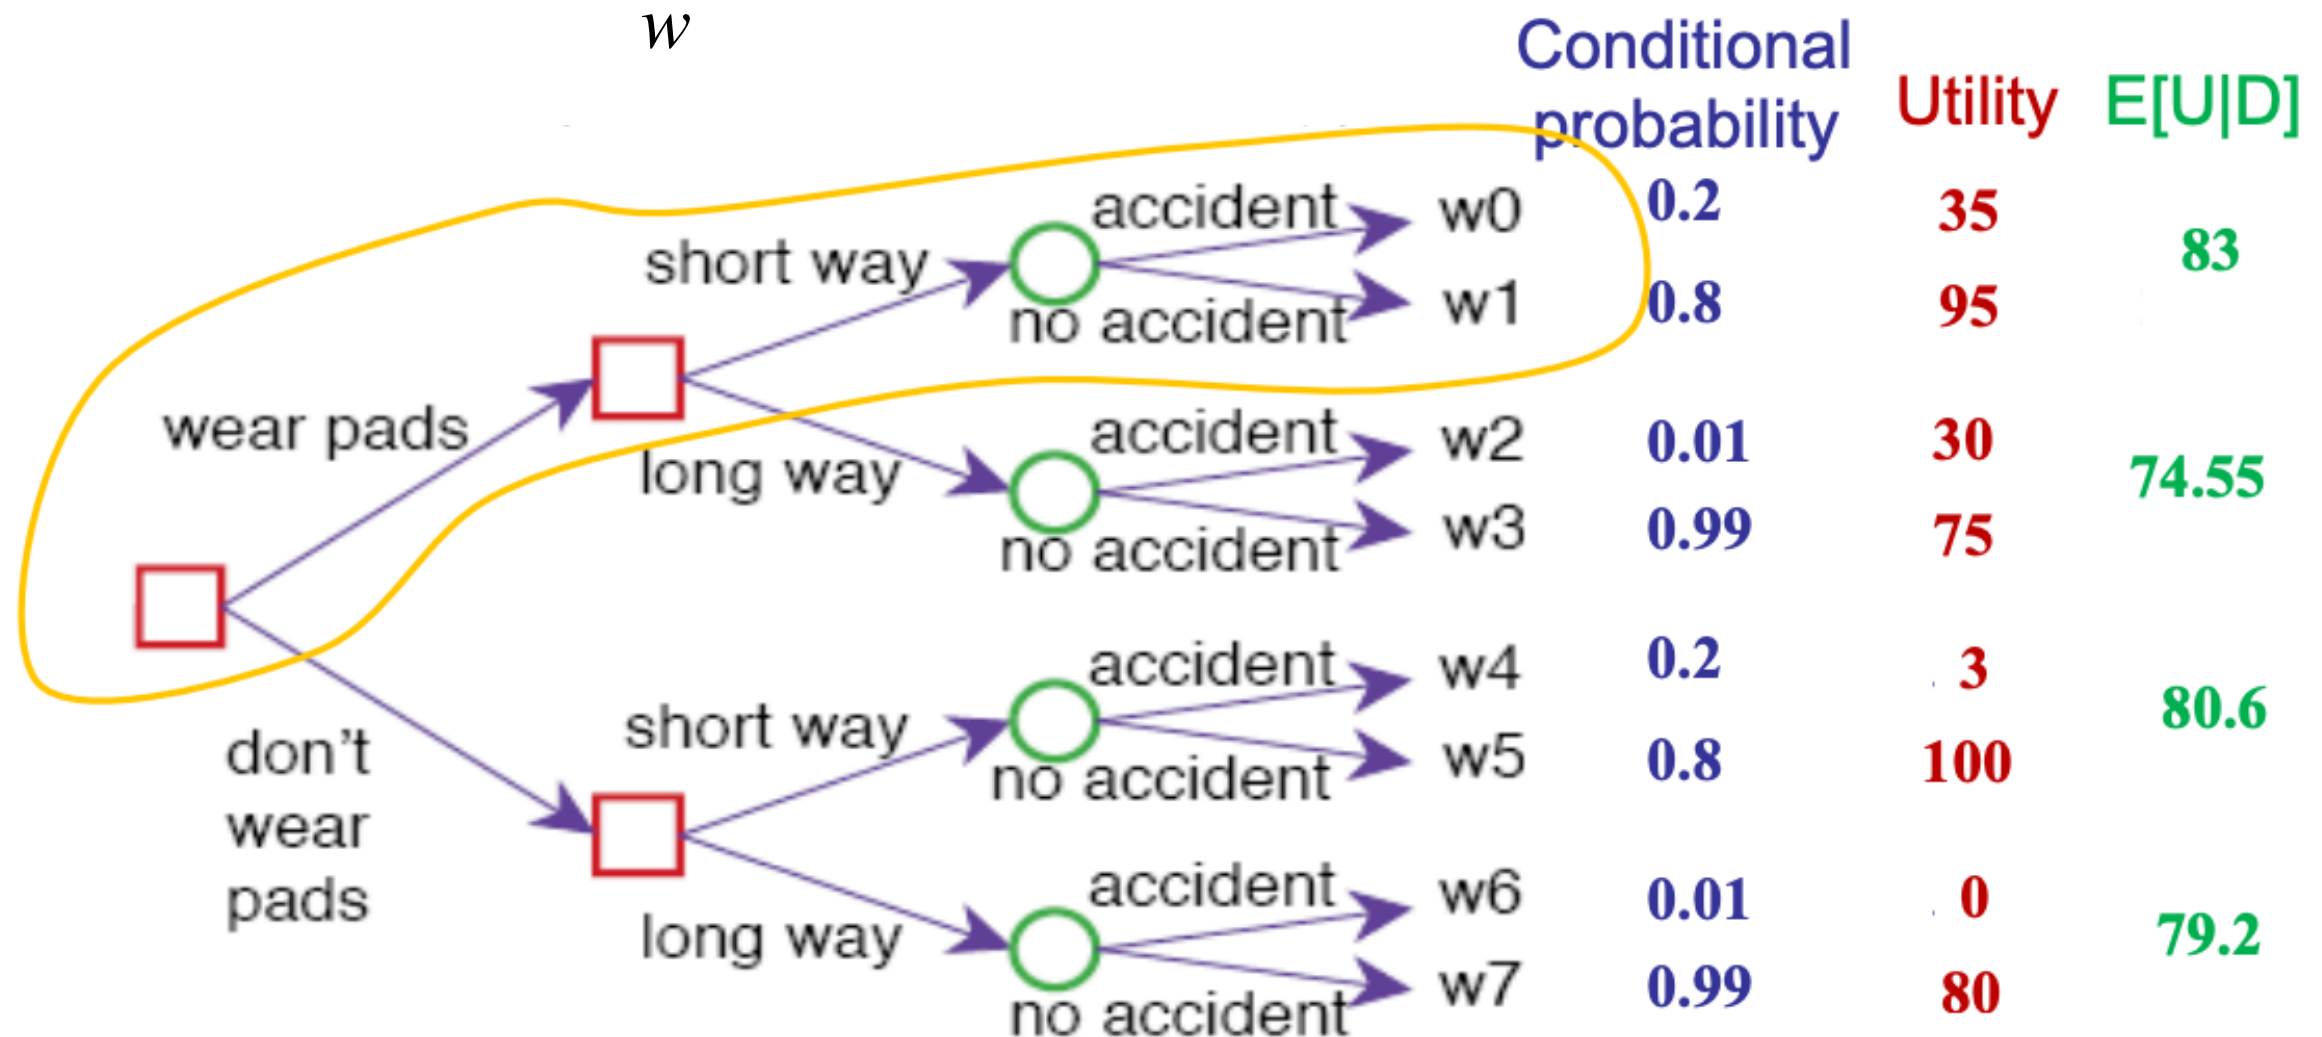 w
Conditional
probability
Utility
E[U|D]
accident
w0
0.2
35
short way
83
no accident
w1
0.8
95
wear pads
accident
w2
0.01
30
long way
74.55
no accident
w3
0.99
75
accident
w4
0.2
3
short way
80.6
don't
wear
pads
no accident
w5
0.8
100
accident
w6
0.01
0
long way
79.2
no accident
w7
0.99
80